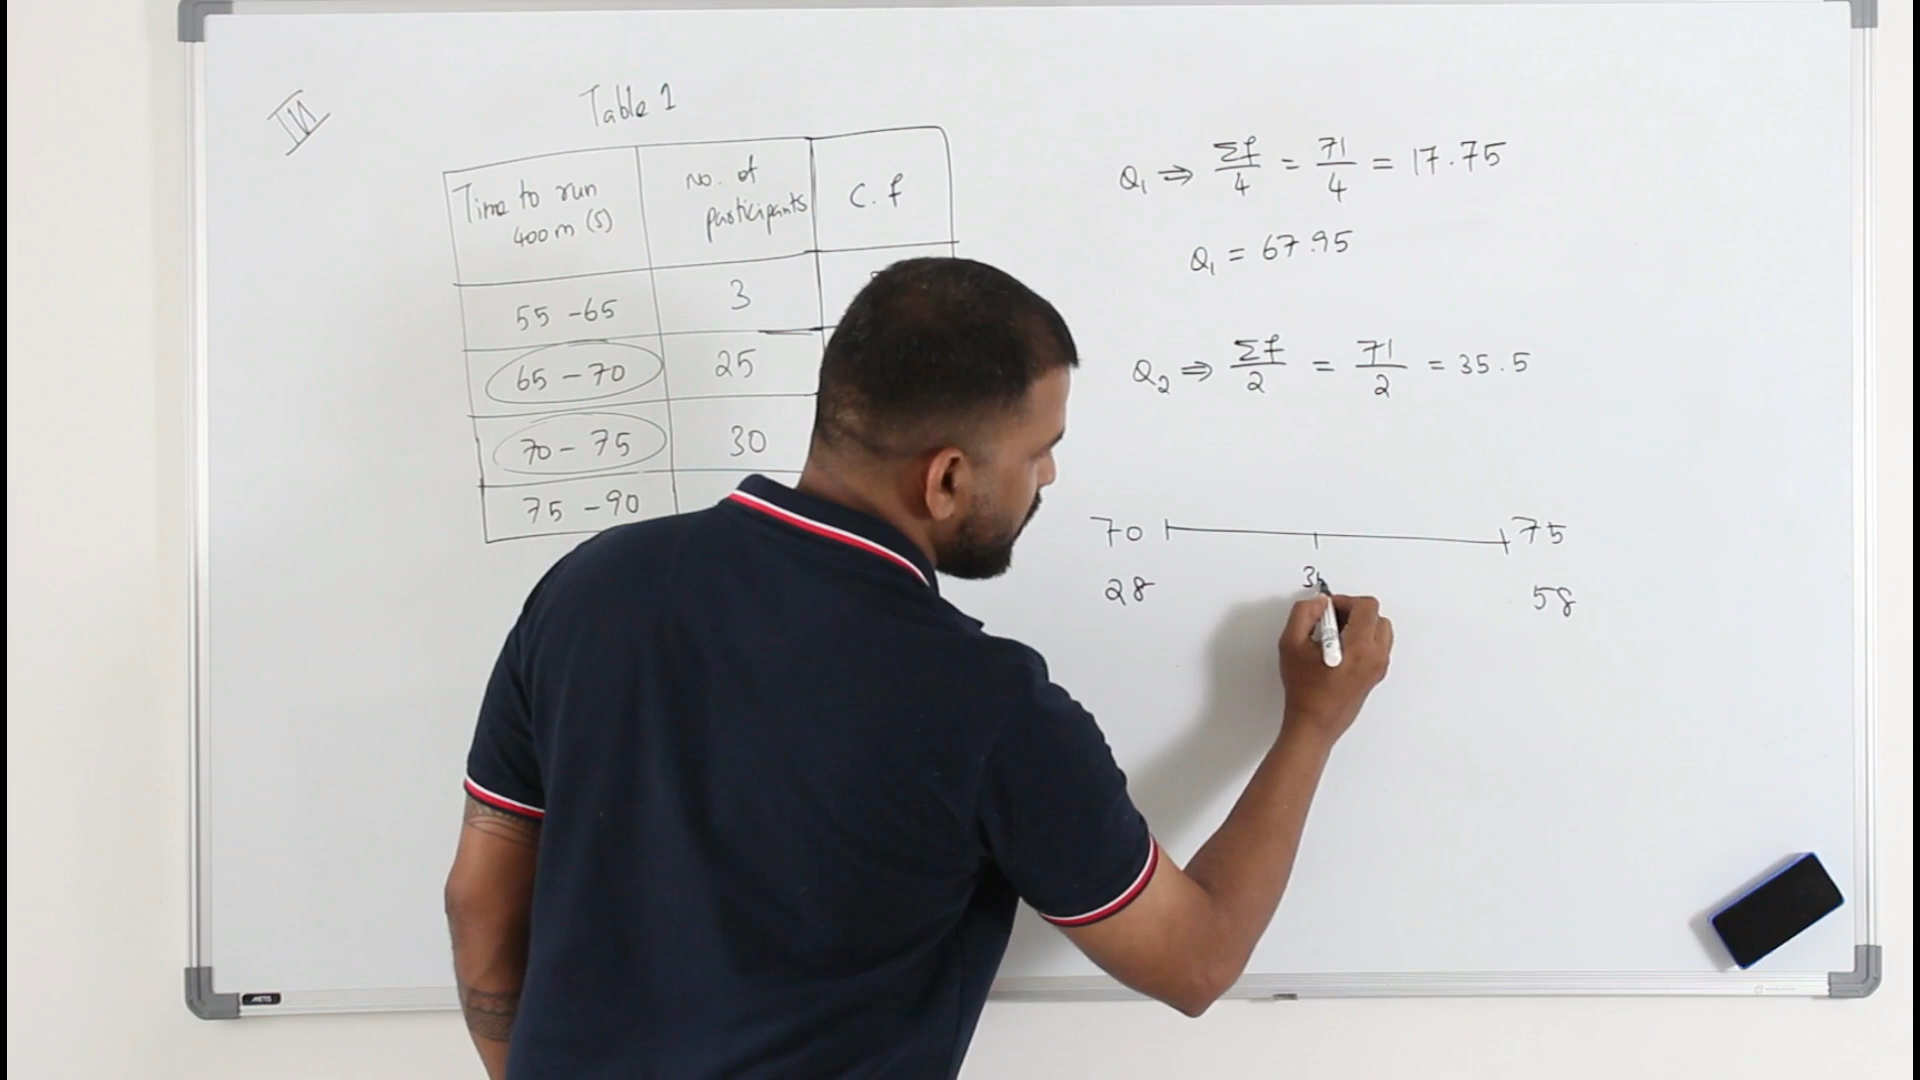 Table 1
Time to run 400m (s)
no. of participants
C.f
55 - 65
3
65 - 70
25
70 - 75
30
75 - 90
Q₁ ⇒ Σf/4 = 71/4 = 17.75
Q₁ = 67.95
Q₂ ⇒ Σf/2 = 71/2 = 35.5
70
75
28
58